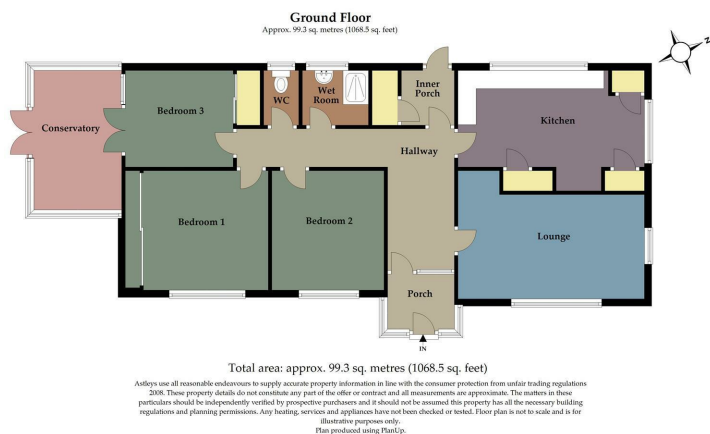 Ground Floor
Approx. 99.3 sq. metres (1068.5 sq. feet)
N
Inner
Porch
WC
Wet
Room
Bedroom 3
Conservatory
Kitchen
Hallway
Bedroom 1
Bedroom 2
Lounge
Porch
IN
Total area: approx. 99.3 sq. metres (1068.5 sq. feet)
Astleys use all reasonable endeavours to supply accurate property information in line with the consumer protection from unfair trading regulations
2008. These property details do not constitute any part of the offer or contract and all measurements are approximate. The matters in these
particulars should be independently verified by prospective purchasers and it should not be assumed this property has all the necessary building
regulations and planning permissions. Any heating, services and appliances have not been checked or tested. Floor plan is not to scale and is for
illustrative purposes only.
Plan produced using PlanUp.